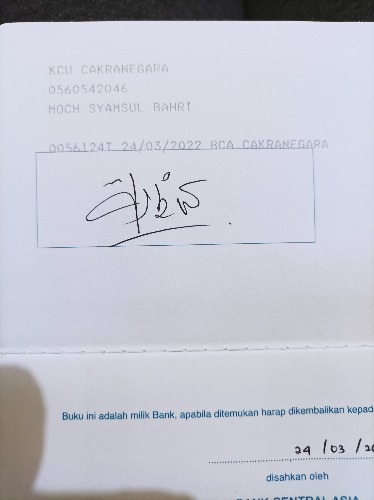 KCU CAKRANEGARA
0560542046
MOCH SYAMSUL BAHRI
0056124T 24/03/2022 BCA CAKRANEGARA
Buku ini adalah milik Bank, apabila ditemukan harap dikembalikan kepad
24 / 03 / 20
disahkan oleh
BANK CENTRAL ASIA